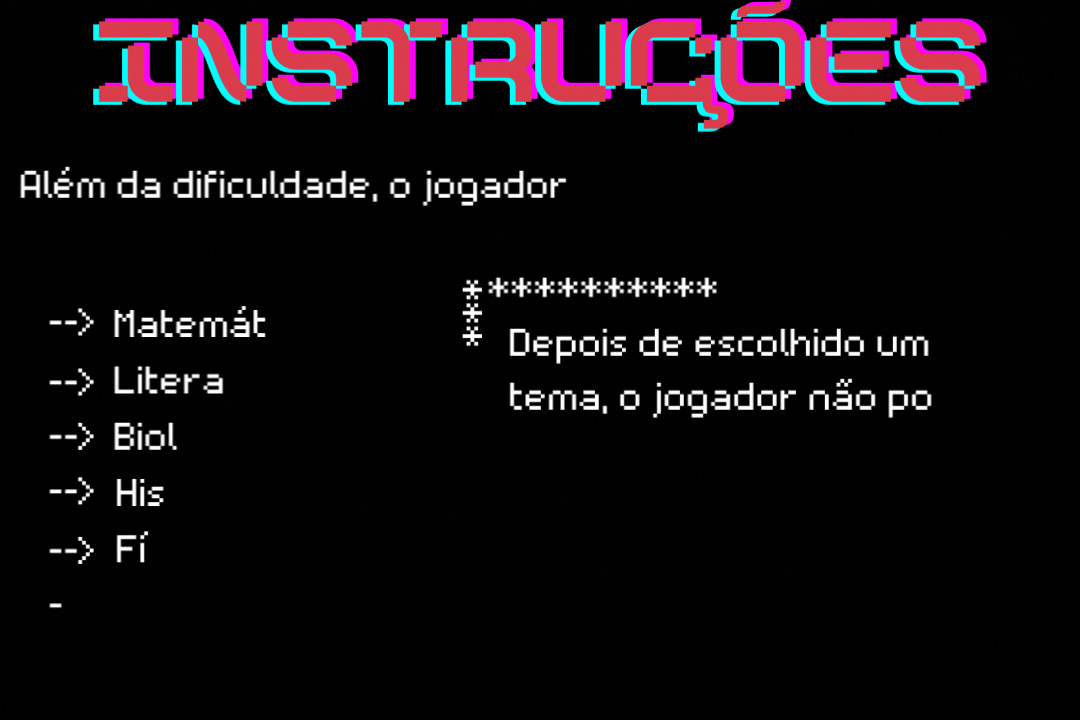 INSTRUÇÕES
Além da dificuldade, o jogador
--> Matemát
--> Litera
--> Biol
--> His
--> Fí
-
***********
*
*
Depois de escolhido um
tema, o jogador não po